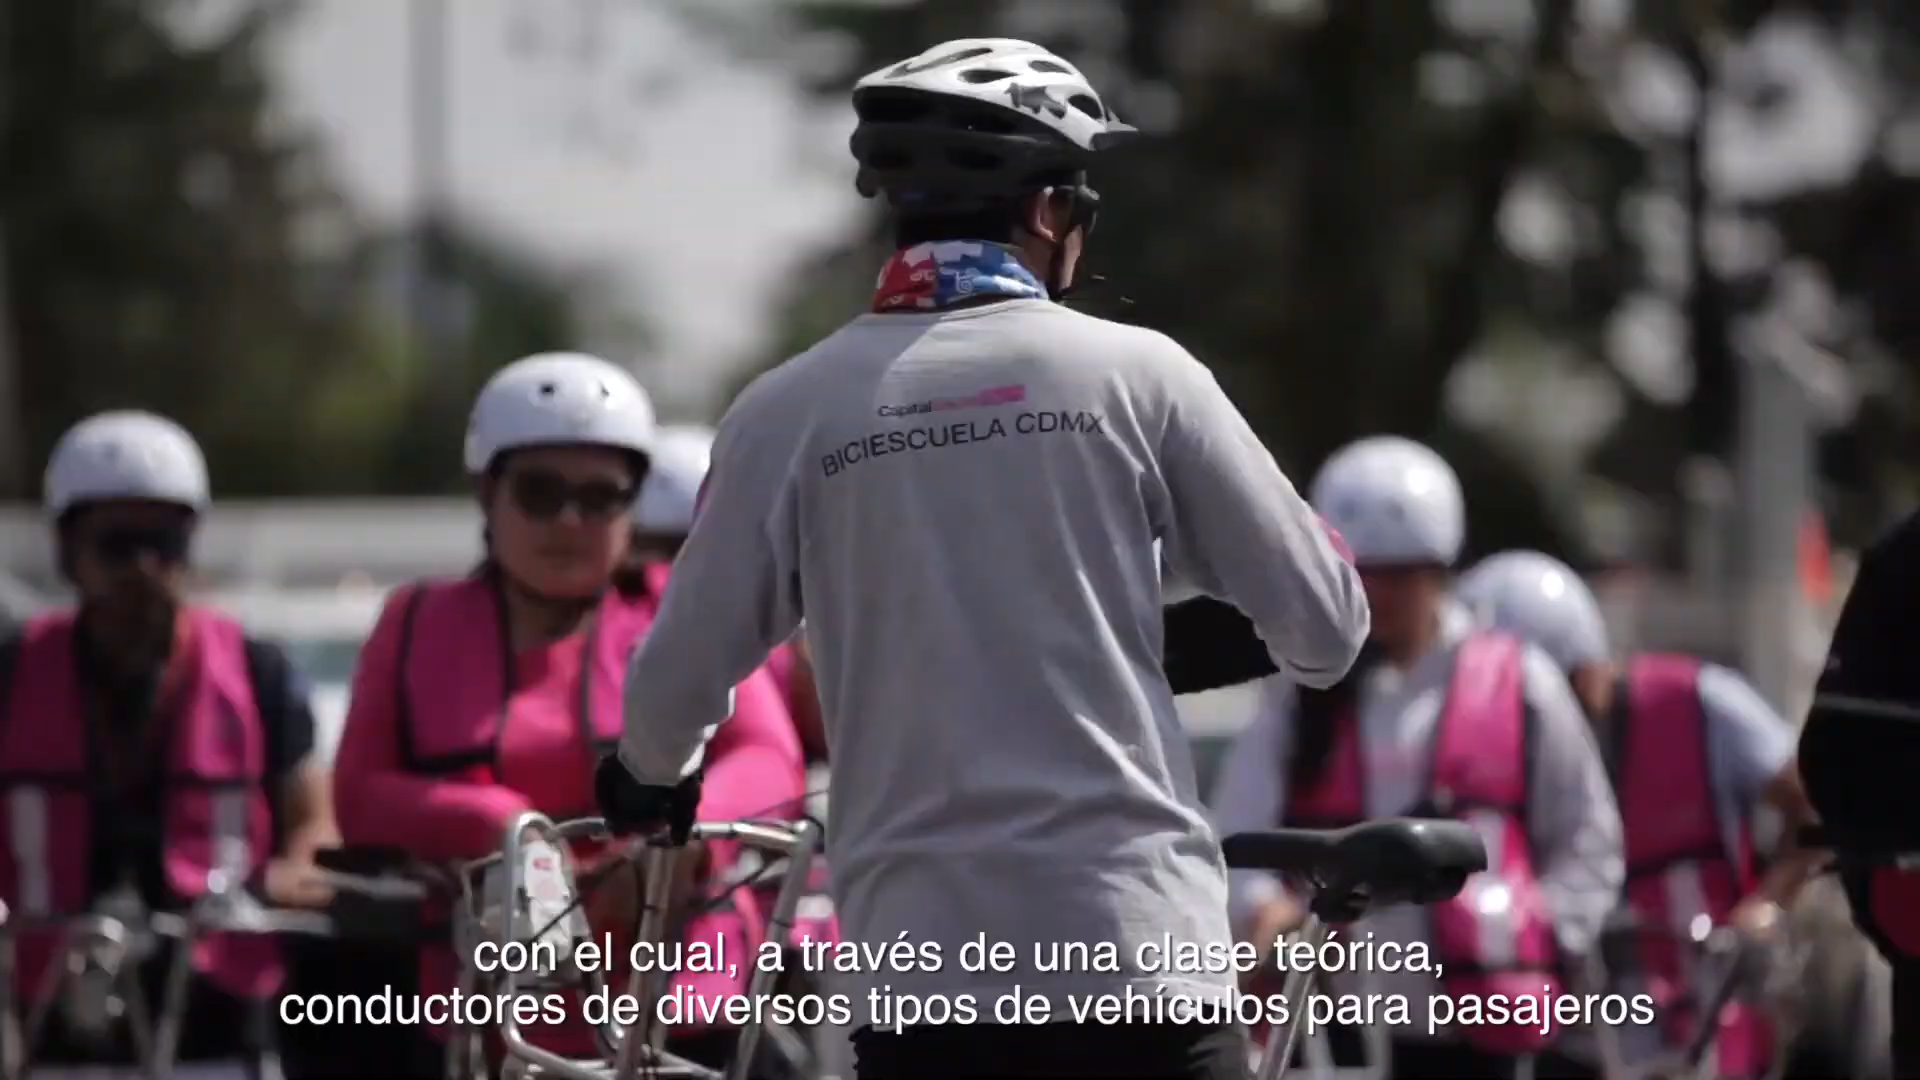 Capital
BICIESCUELA CDMX
con el cual, a través de una clase teórica,
conductores de diversos tipos de vehículos para pasajeros